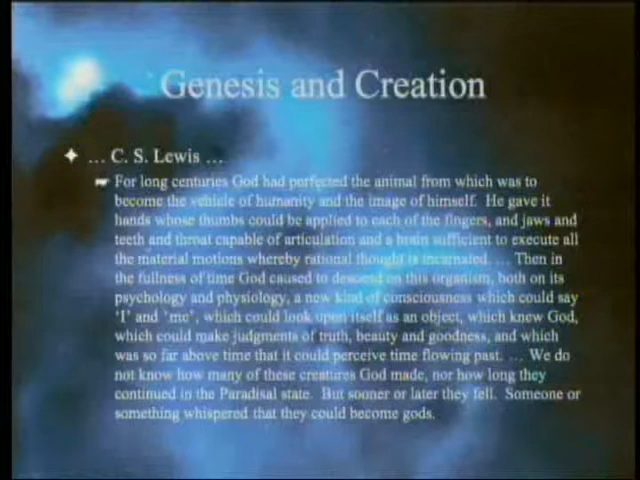 Genesis and Creation
… C. S. Lewis …
For long centuries God had perfected the animal from which was to
become the vehicle of humanity and the image of himself. He gave it
hands whose thumbs could be applied to each of the fingers, and jaws and
teeth and throat capable of articulation and a brain sufficient to execute all
the material motions whereby rational thought is incarnated. … Then in
the fullness of time God caused to descend on this organism, both on its
psychology and physiology, a new kind of consciousness which could say
'I' and 'me', which could look upon itself as an object, which knew God,
which could make judgments of truth, beauty and goodness, and which
was so far above time that it could perceive time flowing past. … We do
not know how many of these creatures God made, nor how long they
continued in the Paradisal state. But sooner or later they fell. Someone or
something whispered that they could become gods.